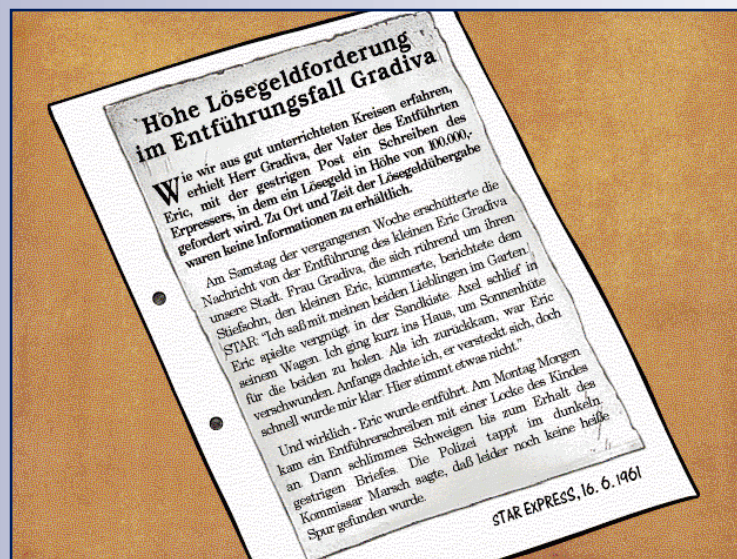 Hohe Lösegeldforderung
im Entführungsfall Gradiva
Wie wir aus gut unterrichteten Kreisen erfahren,
erhielt Herr Gradiva, der Vater des Entführten
Eric, mit der gestrigen Post ein Schreiben des
Erpressers, in dem ein Lösegeld in Höhe von 100.000,-
gefordert wird. Zu Ort und Zeit der Lösegeldübergabe
waren keine Informationen zu erhältlich.
Am Samstag der vergangenen Woche erschütterte die
Nachricht von der Entführung des kleinen Eric Gradiva
unsere Stadt. Frau Gradiva, die sich rührend um ihren
Stiefsohn, den kleinen Eric, kümmerte, berichtete dem
STAR: "Ich saß mit meinen beiden Lieblingen im Garten.
Eric spielte vergnügt in der Sandkiste. Axel schlief in
seinem Wagen. Ich ging kurz ins Haus, um Sonnenhüte
für die beiden zu holen. Als ich zurückkam, war Eric
verschwunden. Anfangs dachte ich, er versteckt sich, doch
schnell wurde mir klar: Hier stimmt etwas nicht."
Und wirklich - Eric wurde entführt. Am Montag Morgen
kam ein Entführerschreiben mit einer Locke des Kindes
an. Dann schlimmes Schweigen bis zum Erhalt des
gestrigen Briefes. Die Polizei tappt im dunkeln.
Kommissar Marsch sagte, daß leider noch keine heiße
Spur gefunden wurde.
STAR EXPRESS, 16. 6. 1961